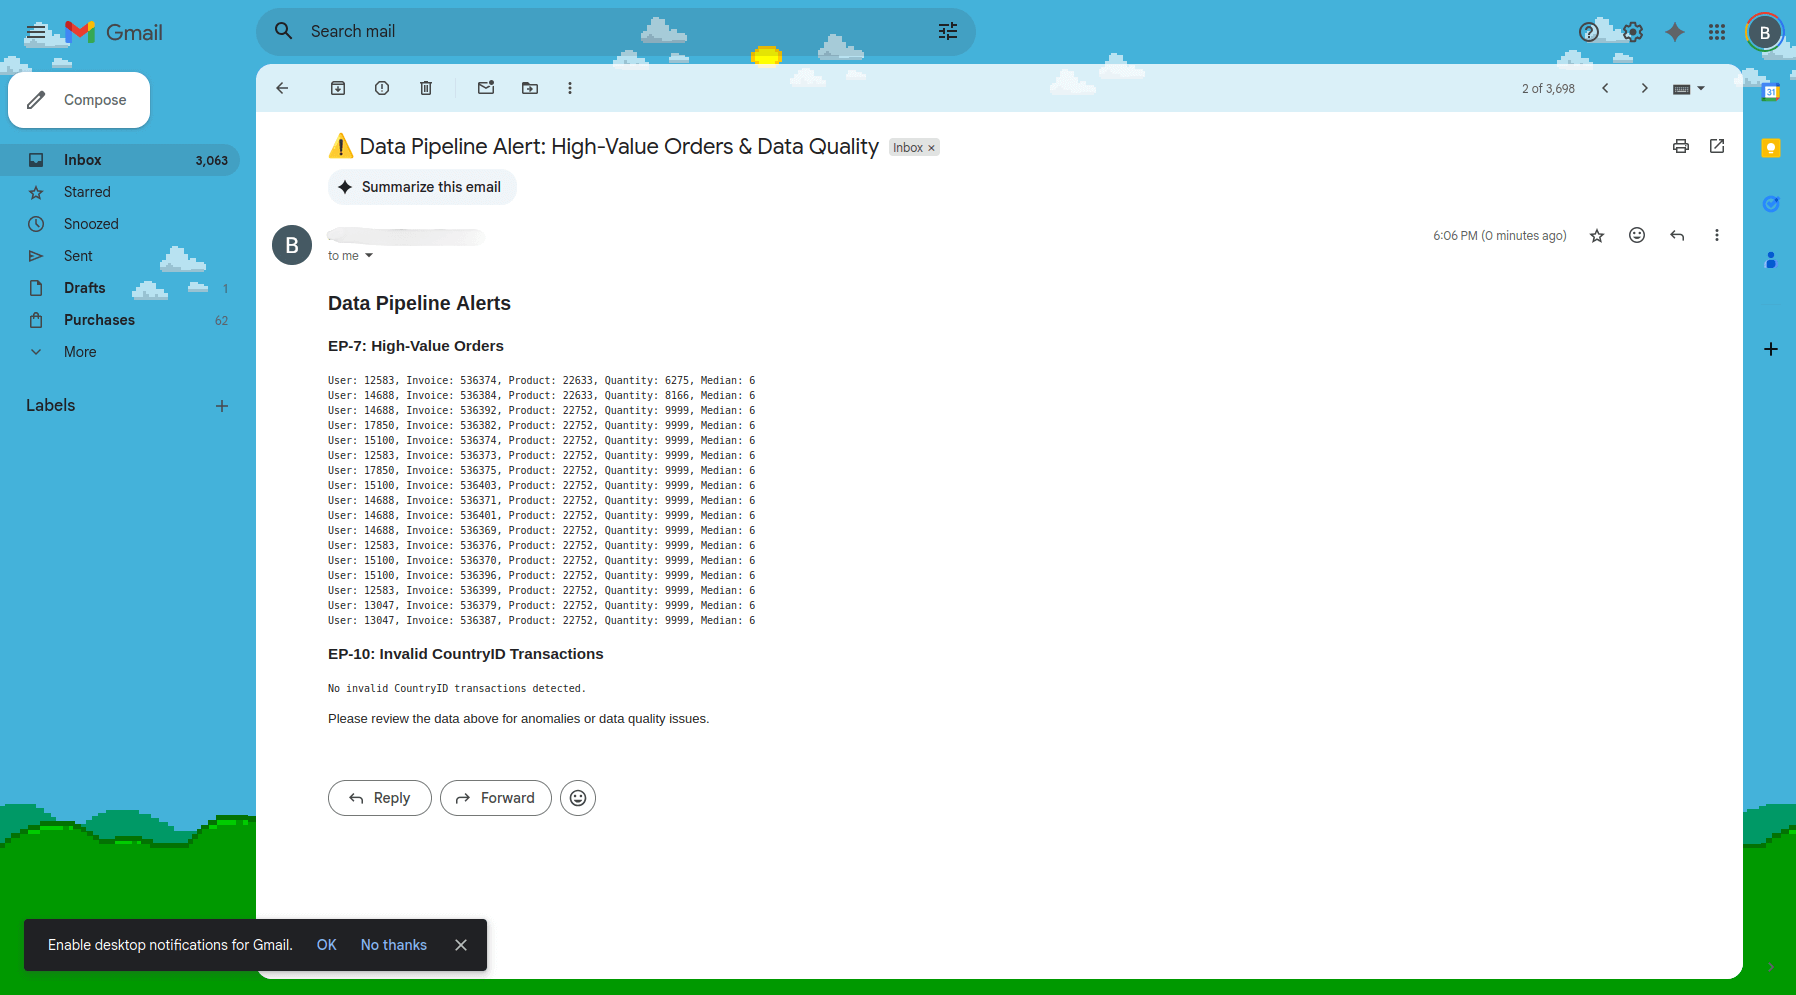 Gmail
Search mail
B
Compose
2 of 3,698
31
Inbox 3,063
Starred
Snoozed
Sent
Drafts 1
Purchases 62
More
Labels
⚠️ Data Pipeline Alert: High-Value Orders & Data Quality Inbox ×
Summarize this email
B
6:06 PM (0 minutes ago)
to me
Data Pipeline Alerts
EP-7: High-Value Orders
User: 12583, Invoice: 536374, Product: 22633, Quantity: 6275, Median: 6
User: 14688, Invoice: 536384, Product: 22633, Quantity: 8166, Median: 6
User: 14688, Invoice: 536392, Product: 22752, Quantity: 9999, Median: 6
User: 17850, Invoice: 536382, Product: 22752, Quantity: 9999, Median: 6
User: 15100, Invoice: 536374, Product: 22752, Quantity: 9999, Median: 6
User: 12583, Invoice: 536373, Product: 22752, Quantity: 9999, Median: 6
User: 17850, Invoice: 536375, Product: 22752, Quantity: 9999, Median: 6
User: 15100, Invoice: 536403, Product: 22752, Quantity: 9999, Median: 6
User: 14688, Invoice: 536371, Product: 22752, Quantity: 9999, Median: 6
User: 14688, Invoice: 536401, Product: 22752, Quantity: 9999, Median: 6
User: 14688, Invoice: 536369, Product: 22752, Quantity: 9999, Median: 6
User: 12583, Invoice: 536376, Product: 22752, Quantity: 9999, Median: 6
User: 15100, Invoice: 536370, Product: 22752, Quantity: 9999, Median: 6
User: 15100, Invoice: 536396, Product: 22752, Quantity: 9999, Median: 6
User: 12583, Invoice: 536399, Product: 22752, Quantity: 9999, Median: 6
User: 13047, Invoice: 536379, Product: 22752, Quantity: 9999, Median: 6
User: 13047, Invoice: 536387, Product: 22752, Quantity: 9999, Median: 6
EP-10: Invalid CountryID Transactions
No invalid CountryID transactions detected.
Please review the data above for anomalies or data quality issues.
Reply
Forward
Enable desktop notifications for Gmail. OK No thanks